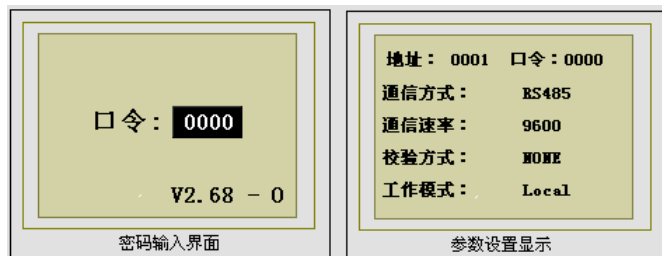 口令： 0000
V2.68 - 0
密码输入界面
地址： 0001 口令：0000
通信方式： RS485
通信速率： 9600
校验方式： NONE
工作模式： Local
参数设置显示